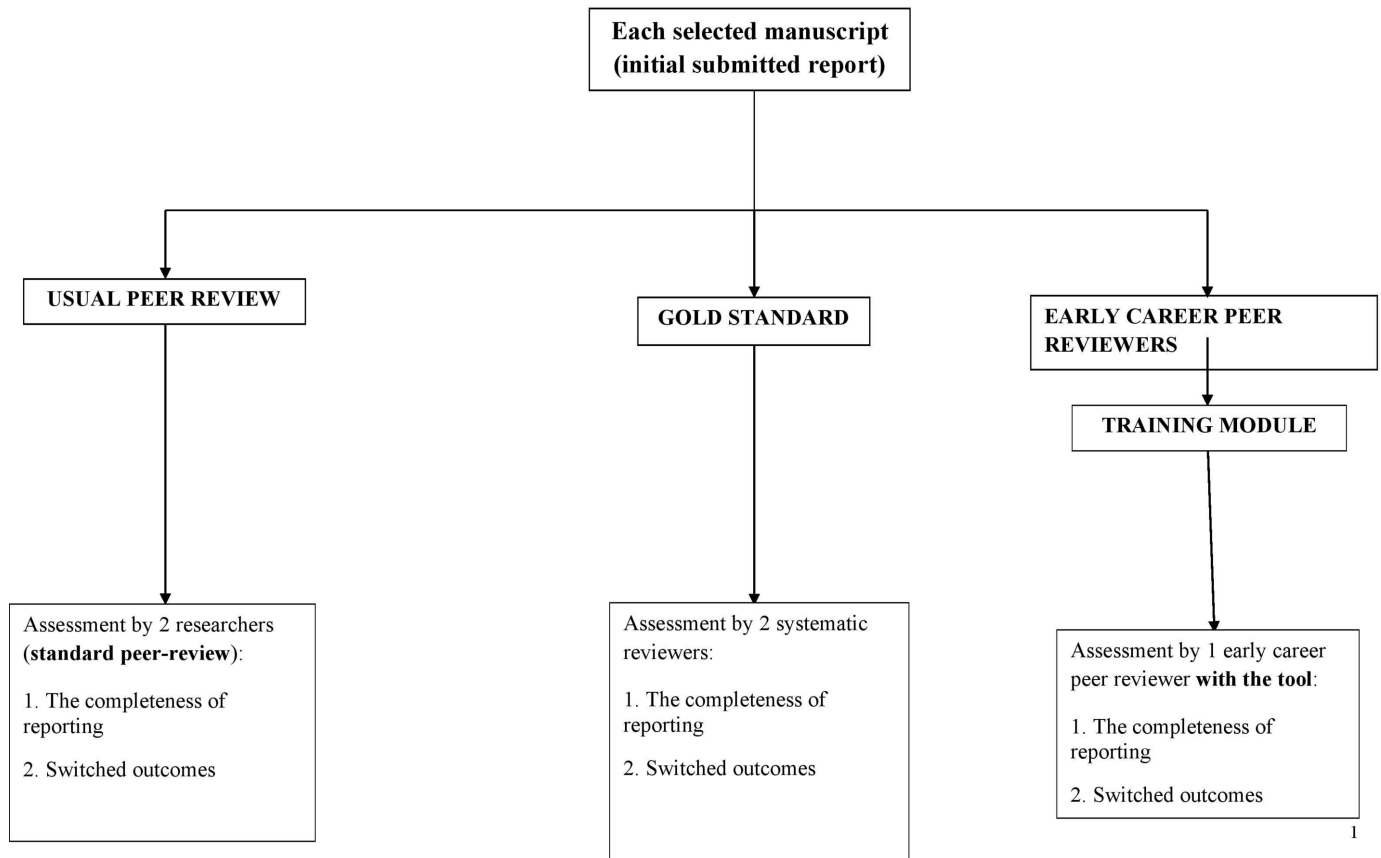 Each selected manuscript
(initial submitted report)
USUAL PEER REVIEW
GOLD STANDARD
EARLY CAREER PEER
REVIEWERS
TRAINING MODULE
Assessment by 2 researchers
(standard peer-review):
1. The completeness of
reporting
2. Switched outcomes
Assessment by 2 systematic
reviewers:
1. The completeness of
reporting
2. Switched outcomes
Assessment by 1 early career
peer reviewer with the tool:
1. The completeness of
reporting
2. Switched outcomes
1